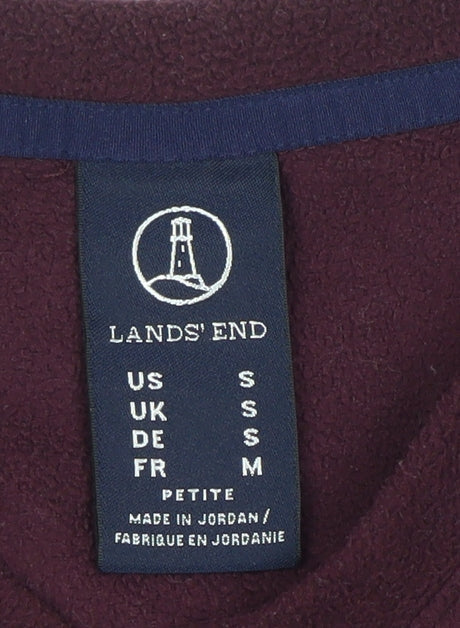 LANDS' END
US S
UK S
DE S
FR M
PETITE
MADE IN JORDAN/
FABRIQUE EN JORDANIE